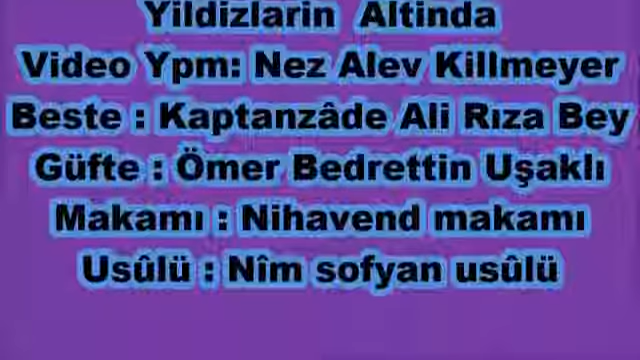 Yildizlarin Altinda
Video Ypm: Nez Alev Killmeyer
Beste : Kaptanzâde Ali Rıza Bey
Güfte : Ömer Bedrettin Uşaklı
Makamı : Nihavend makamı
Usûlü : Nîm sofyan usûlü